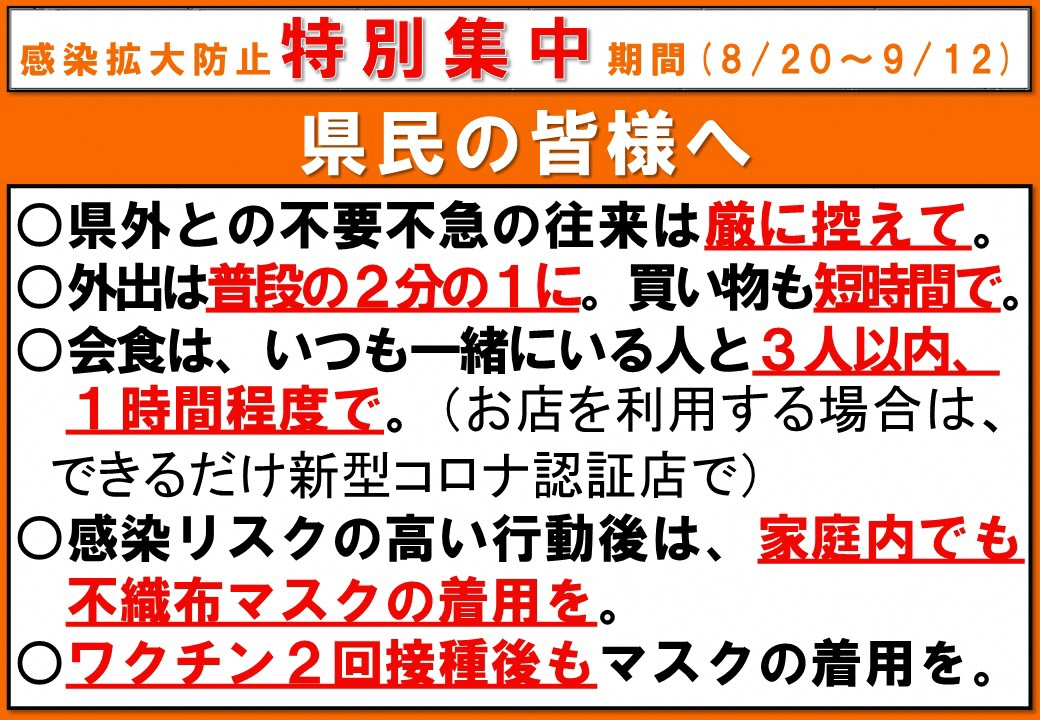 感染拡大防止特別集中期間(8/20～9/12)
県民の皆様へ
○県外との不要不急の往来は厳に控えて。
○外出は普段の２分の１に。買い物も短時間で。
○会食は、いつも一緒にいる人と３人以内、
１時間程度で。（お店を利用する場合は、
できるだけ新型コロナ認証店で）
○感染リスクの高い行動後は、家庭内でも
不織布マスクの着用を。
○ワクチン２回接種後もマスクの着用を。